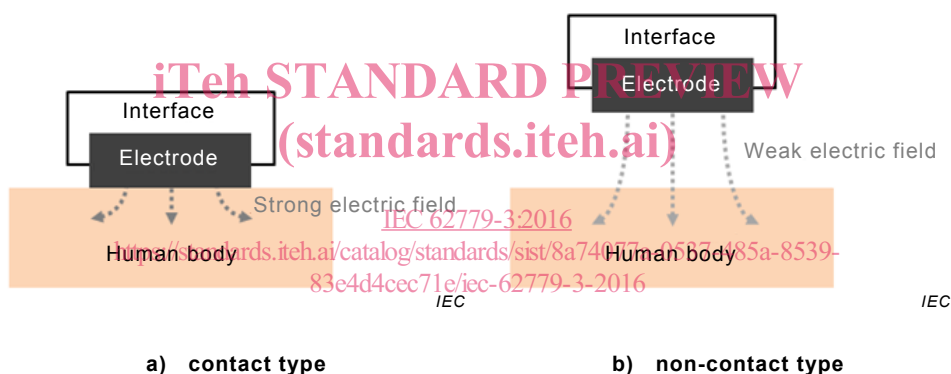 Interface
Electrode
Interface
Electrode
iTeh STANDARD PREVIEW
(standards.iteh.ai)
Strong electric field
Weak electric field
IEC 62779-3:2016
Human body
Human body
https://standards.iteh.ai/catalog/standards/sist/8a74077a-0537-485a-8539-
83e4d4cec71e/iec-62779-3-2016
IEC
IEC
a) contact type
b) non-contact type